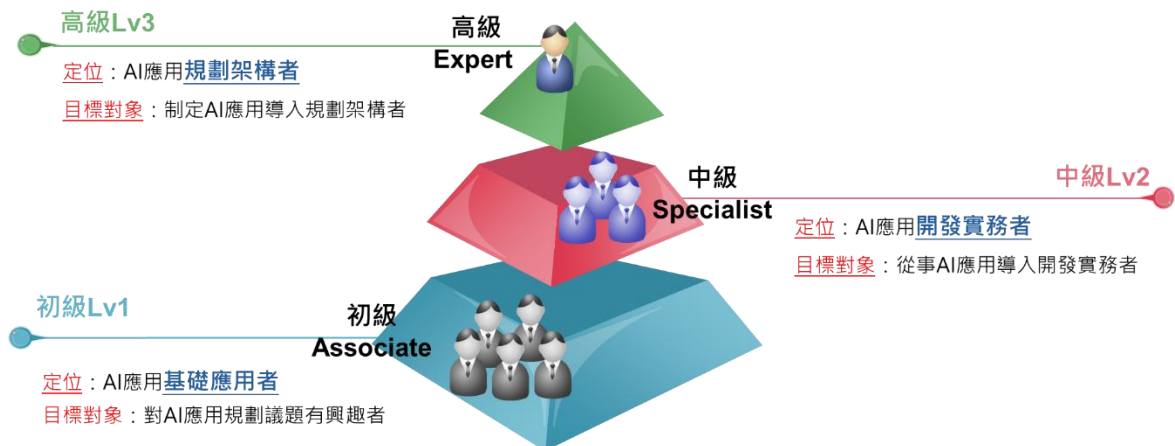 高級Lv3
高級
Expert
定位：AI應用規劃架構者
目標對象：制定AI應用導入規劃架構者
中級
Specialist
中級Lv2
定位：AI應用開發實務者
目標對象：從事AI應用導入開發實務者
初級Lv1
初級
Associate
定位：AI應用基礎應用者
目標對象：對AI應用規劃議題有興趣者